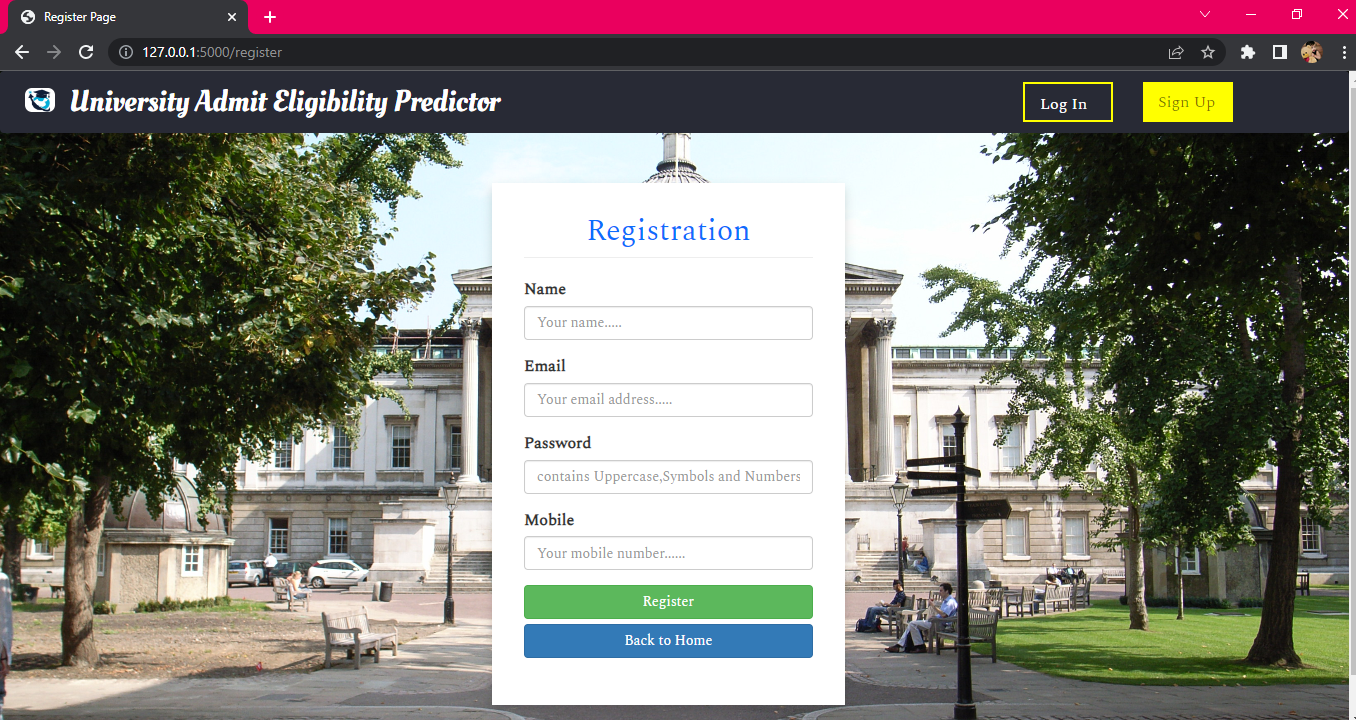 Register Page
127.0.0.1:5000/register
University Admit Eligibility Predictor
Log In
Sign Up
Registration
Name
Your name.....
Email
Your email address.....
Password
contains Uppercase,Symbols and Numbers
Mobile
Your mobile number......
Register
Back to Home